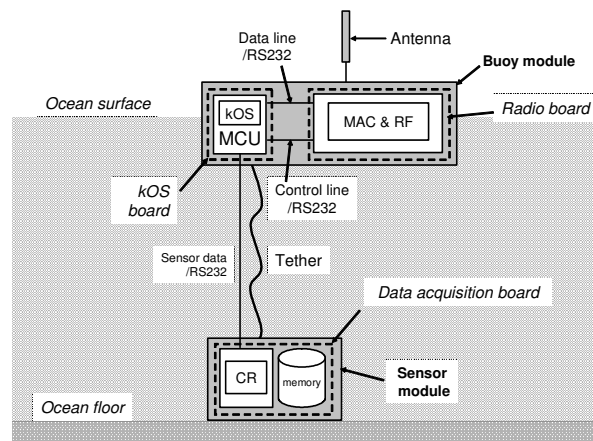 Data line
/RS232
Antenna
Buoy module
Ocean surface
kOS
MCU
MAC & RF
Radio board
kOS
board
Control line
/RS232
Sensor data
/RS232
Tether
Data acquisition board
CR
memory
Sensor
module
Ocean floor